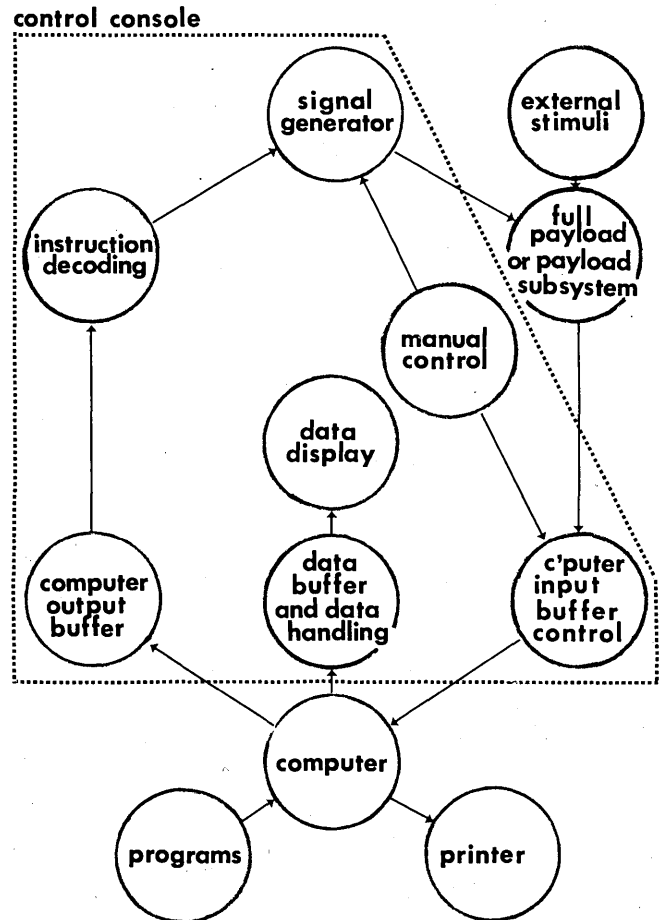 control console
signal
generator
external
stimuli
full
payload
or payload
subsystem
instruction
decoding
manual
control
data
display
computer
output
buffer
data
buffer
and data
handling
c'puter
input
buffer
control
computer
programs
printer